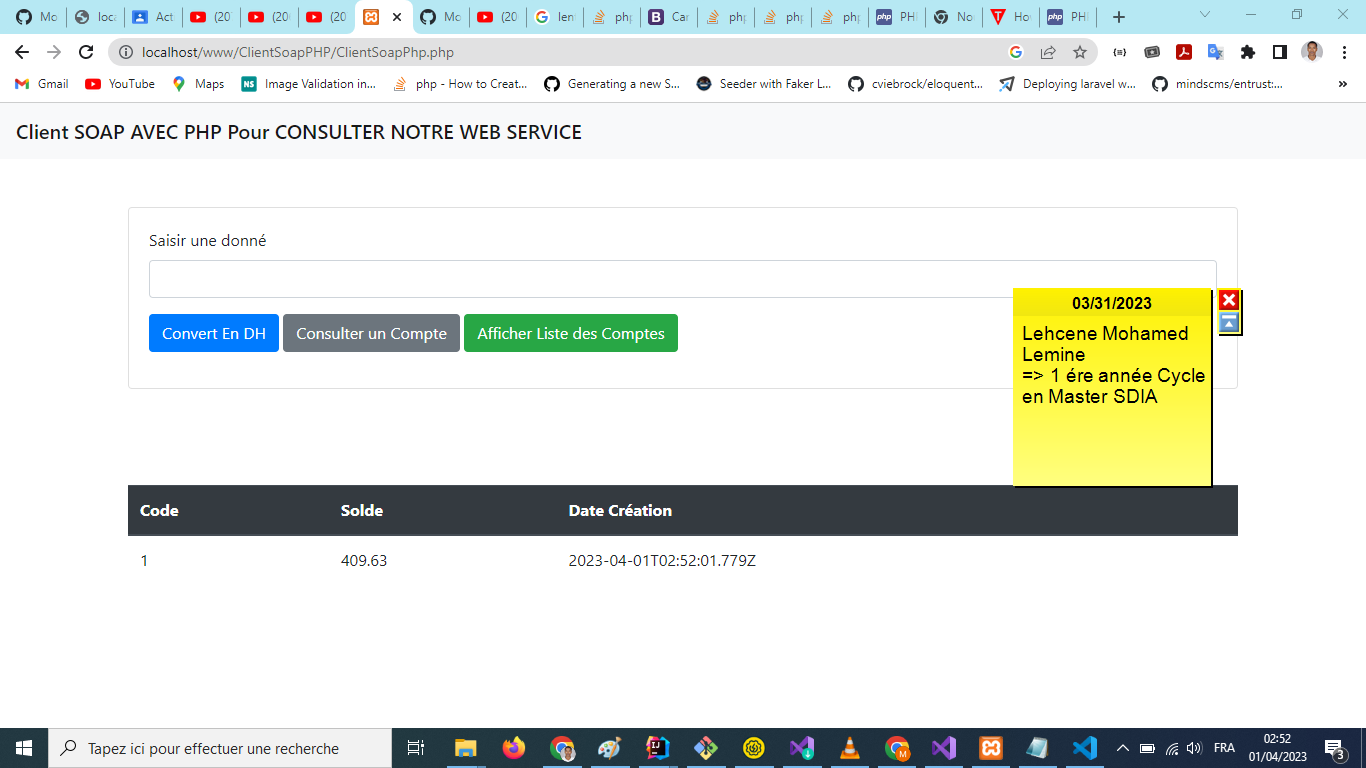 Mo
loca
Act
(20
(20
(20
Mo
(20
lent
php
Car
php
php
php
PHP
No
Hov
PHP
localhost/www/ClientSoapPHP/ClientSoapPhp.php
Gmail
YouTube
Maps
NS
Image Validation in...
php - How to Creat...
Generating a new S...
Seeder with Faker L...
cviebrock/eloquent...
Deploying laravel w...
mindscms/entrust:...
»
Client SOAP AVEC PHP Pour CONSULTER NOTRE WEB SERVICE
Saisir une donné
Convert En DH
Consulter un Compte
Afficher Liste des Comptes
03/31/2023
Lehcene Mohamed
Lemine
=> 1 ére année Cycle
en Master SDIA
Code Solde Date Création
1 409.63 2023-04-01T02:52:01.779Z
Tapez ici pour effectuer une recherche
FRA
02:52
01/04/2023
3